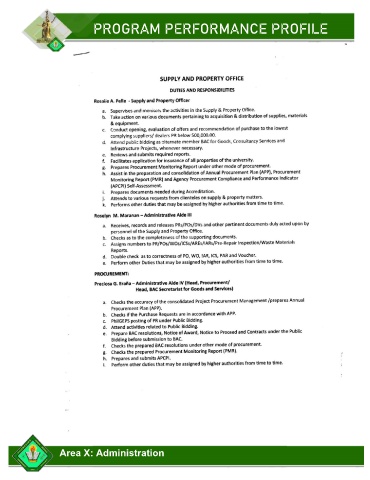 PROGRAM PERFORMANCE PROFILE
SUPPLY AND PROPERTY OFFICE
DUTIES AND RESPONSIBILITIES
Rosain A. Palle - Supply and Property Officer
a. Supervises and monitors the activities in the Supply & Property Office.
b. Take action on various documents pertaining to acquisition & distribution of supplies, materials
& equipment.
c. Conduct opening, evaluation of offers and recommendation of purchase to the lowest
complying suppliers/ dealers PR below 500,000.00.
d. Attend public bidding as alternate member BAC for Goods, Consultancy Services and
Infrastructure Projects, whenever necessary.
e. Reviews and submits required reports.
f. Facilitates application for insurance of all properties of the university.
g. Prepares Procurement Monitoring Report under other mode of procurement.
h. Assist in the preparation and consolidation of Annual Procurement Plan (APP), Procurement
Monitoring Report (PMR) and Agency Procurement Compliance and Performance Indicator
(APCPI) Self-Assessment.
i. Prepares documents needed during Accreditation.
j. Attends to various requests from clienteles on supply & property matters.
k. Performs other duties that may be assigned by higher authorities from time to time.
Rosalyn M. Maranan – Administrative Aide III
a. Receives, records and releases PRs/POs/DVs and other pertinent documents duly acted upon by
personnel of the Supply and Property Office.
b. Checks as to the completeness of the supporting documents.
c. Assigns numbers to PR/POs/WOs/ICSs/AREs/IARs/Pre-Repair Inspection/Waste Materials
Reports.
d. Double check as to correctness of PO, WO, IAR, ICS, PAR and Voucher.
e. Perform other Duties that may be assigned by higher authorities from time to time.
PROCUREMENT:
Preciosa G. Eraña – Administrative Aide IV (Head, Procurement/
Head, BAC Secretariat for Goods and Services)
a. Checks the accuracy of the consolidated Project Procurement Management /prepares Annual
Procurement Plan (APP).
b. Checks if the Purchase Requests are in accordance with APP.
c. PhilGEPS posting of PR under Public Bidding.
d. Attend activities related to Public Bidding.
e. Prepare BAC resolutions, Notice of Award, Notice to Proceed and Contracts under the Public
Bidding before submission to BAC.
f. Checks the prepared BAC resolutions under other mode of procurement.
g. Checks the prepared Procurement Monitoring Report (PMR).
h. Prepares and submits APCPI.
i. Perform other duties that may be assigned by higher authorities from time to time.
Area X: Administration